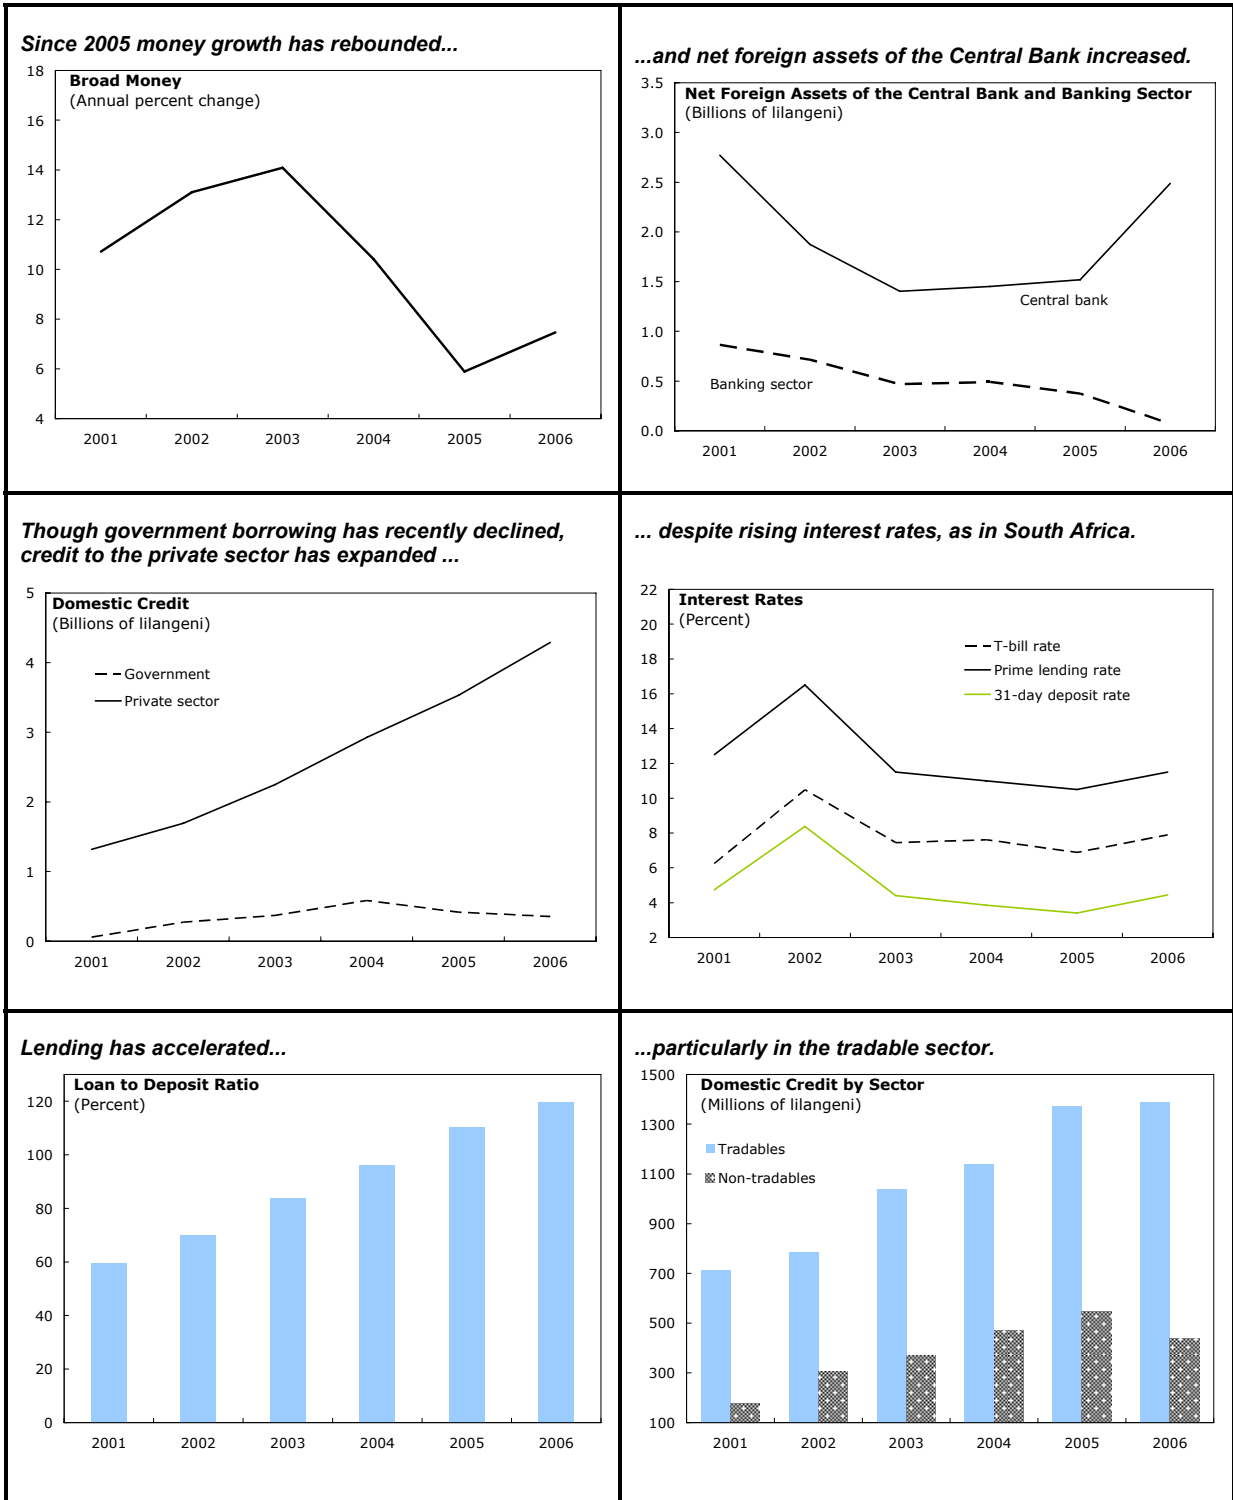 Since 2005 money growth has rebounded...
Broad Money
(Annual percent change)
18
16
14
12
10
8
6
4
2001 2002 2003 2004 2005 2006
...and net foreign assets of the Central Bank increased.
Net Foreign Assets of the Central Bank and Banking Sector
(Billions of lilangeni)
3.5
3.0
2.5
2.0
1.5
1.0
0.5
0.0
Central bank
Banking sector
2001 2002 2003 2004 2005 2006
Though government borrowing has recently declined,
credit to the private sector has expanded ...
Domestic Credit
(Billions of lilangeni)
5
4
3
2
1
0
Government
Private sector
2001 2002 2003 2004 2005 2006
... despite rising interest rates, as in South Africa.
Interest Rates
(Percent)
22
20
18
16
14
12
10
8
6
4
2
T-bill rate
Prime lending rate
31-day deposit rate
2001 2002 2003 2004 2005 2006
Lending has accelerated...
Loan to Deposit Ratio
(Percent)
120
100
80
60
40
20
0
2001 2002 2003 2004 2005 2006
...particularly in the tradable sector.
Domestic Credit by Sector
(Millions of lilangeni)
1500
1300
1100
900
700
500
300
100
Tradables
Non-tradables
2001 2002 2003 2004 2005 2006